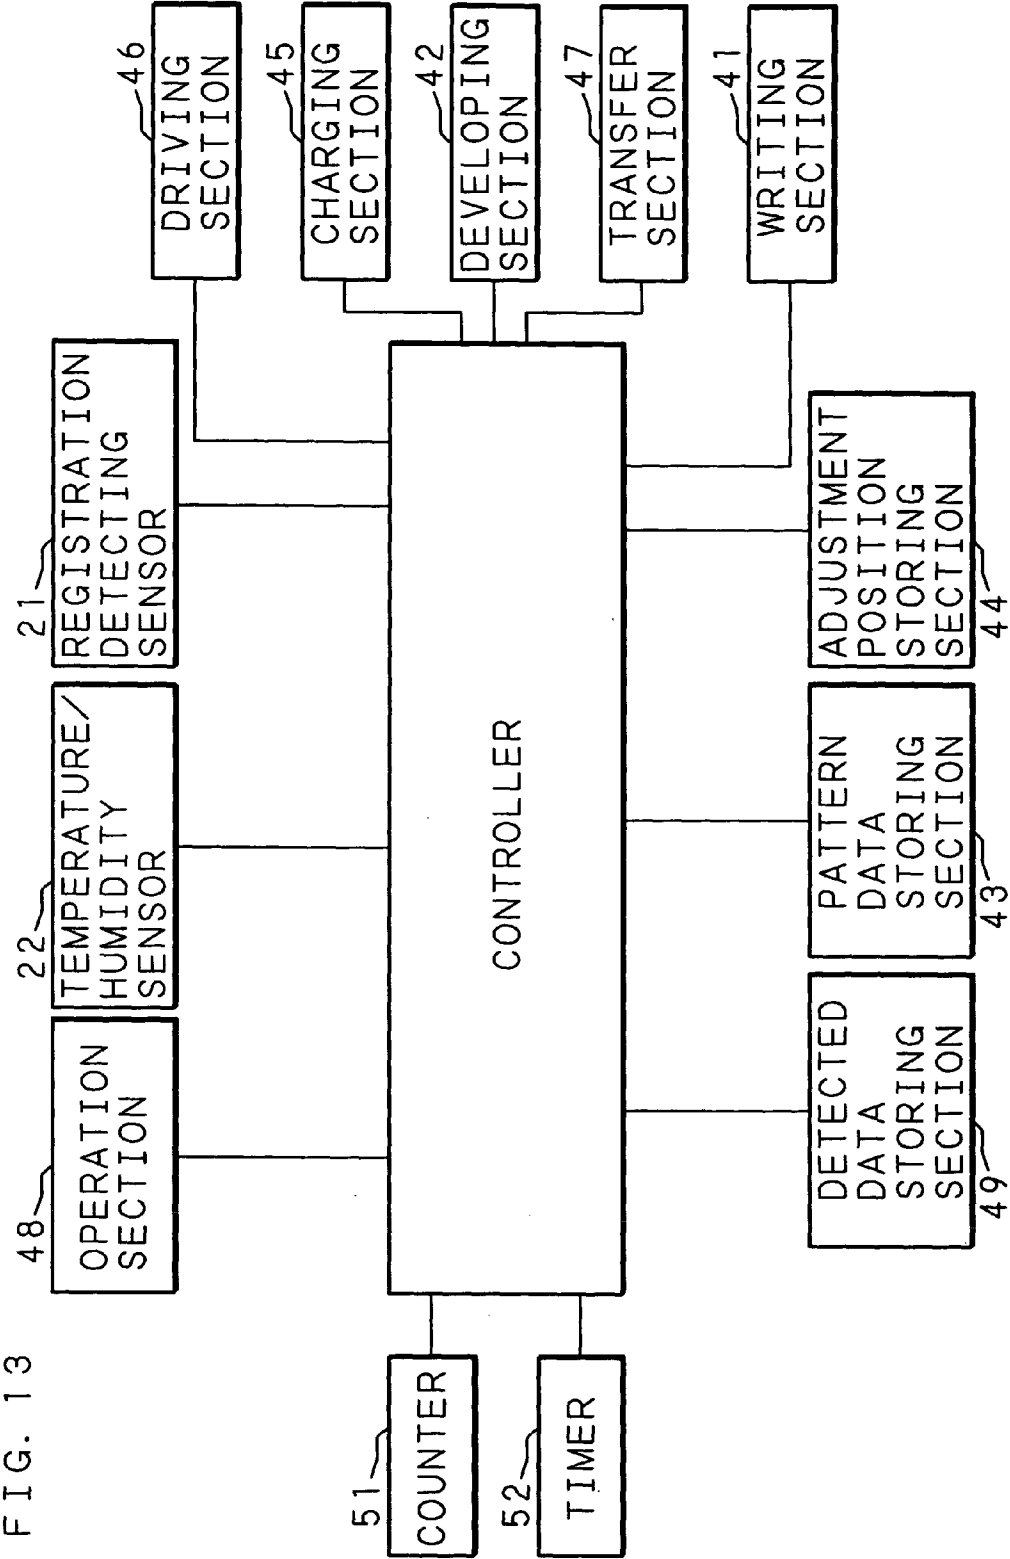 FIG. 13
48
OPERATION
SECTION
22
TEMPERATURE/
HUMIDITY
SENSOR
21
REGISTRATION
DETECTING
SENSOR
46
DRIVING
SECTION
45
CHARGING
SECTION
42
DEVELOPING
SECTION
47
TRANSFER
SECTION
41
WRITING
SECTION
51
COUNTER
52
TIMER
CONTROLLER
DETECTED
DATA
STORING
SECTION
49
PATTERN
DATA
STORING
SECTION
43
ADJUSTMENT
POSITION
STORING
SECTION
44